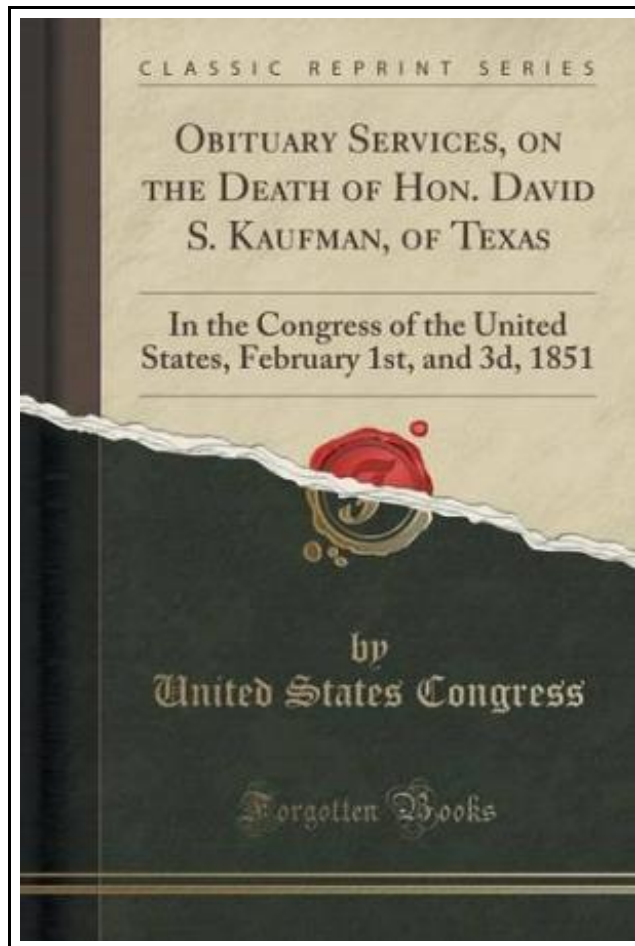 CLASSIC REPRINT SERIES
OBITUARY SERVICES, ON
THE DEATH OF HON. DAVID
S. KAUFMAN, OF TEXAS
In the Congress of the United
States, February 1st, and 3d, 1851
F
by
United States Congress
Forgotten Books